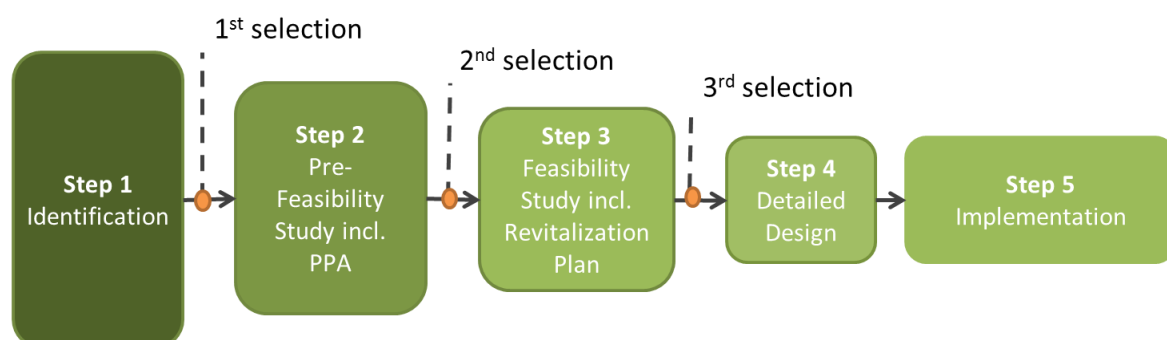 1st selection
2nd selection
3rd selection
Step 1
Identification
Step 2
Pre-
Feasibility
Study incl.
PPA
Step 3
Feasibility
Study incl.
Revitalization
Plan
Step 4
Detailed
Design
Step 5
Implementation